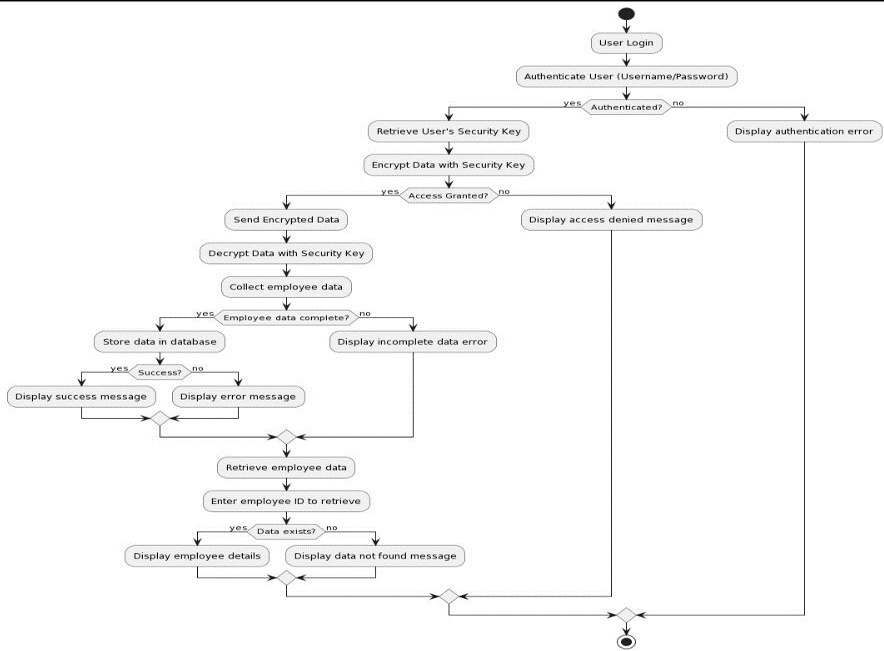 User Login
Authenticate User (Username/Password)
yes Authenticated? no
Retrieve User's Security Key
Display authentication error
Encrypt Data with Security Key
yes Access Granted? no
Send Encrypted Data
Display access denied message
Decrypt Data with Security Key
Collect employee data
yes Employee data complete? no
Store data in database
Display incomplete data error
yes Success? no
Display success message
Display error message
Retrieve employee data
Enter employee ID to retrieve
yes Data exists? no
Display employee details
Display data not found message